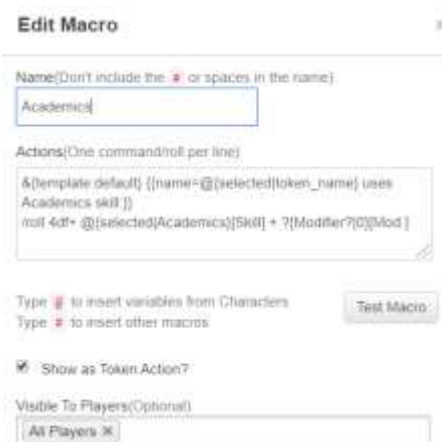 Edit Macro
Name(Don't include the # or spaces in the name)
Academics
Actions(One command/roll per line)
&{template:default} {{name=@{selected|token_name} uses
Academics skill }}
/roll 4df+ @{selected|Academics}[Skill] + ?{Modifier?|0}[Mod.]
Type @ to insert variables from Characters
Type # to insert other macros
Test Macro
Show as Token Action?
Visible To Players(Optional)
All Players ×